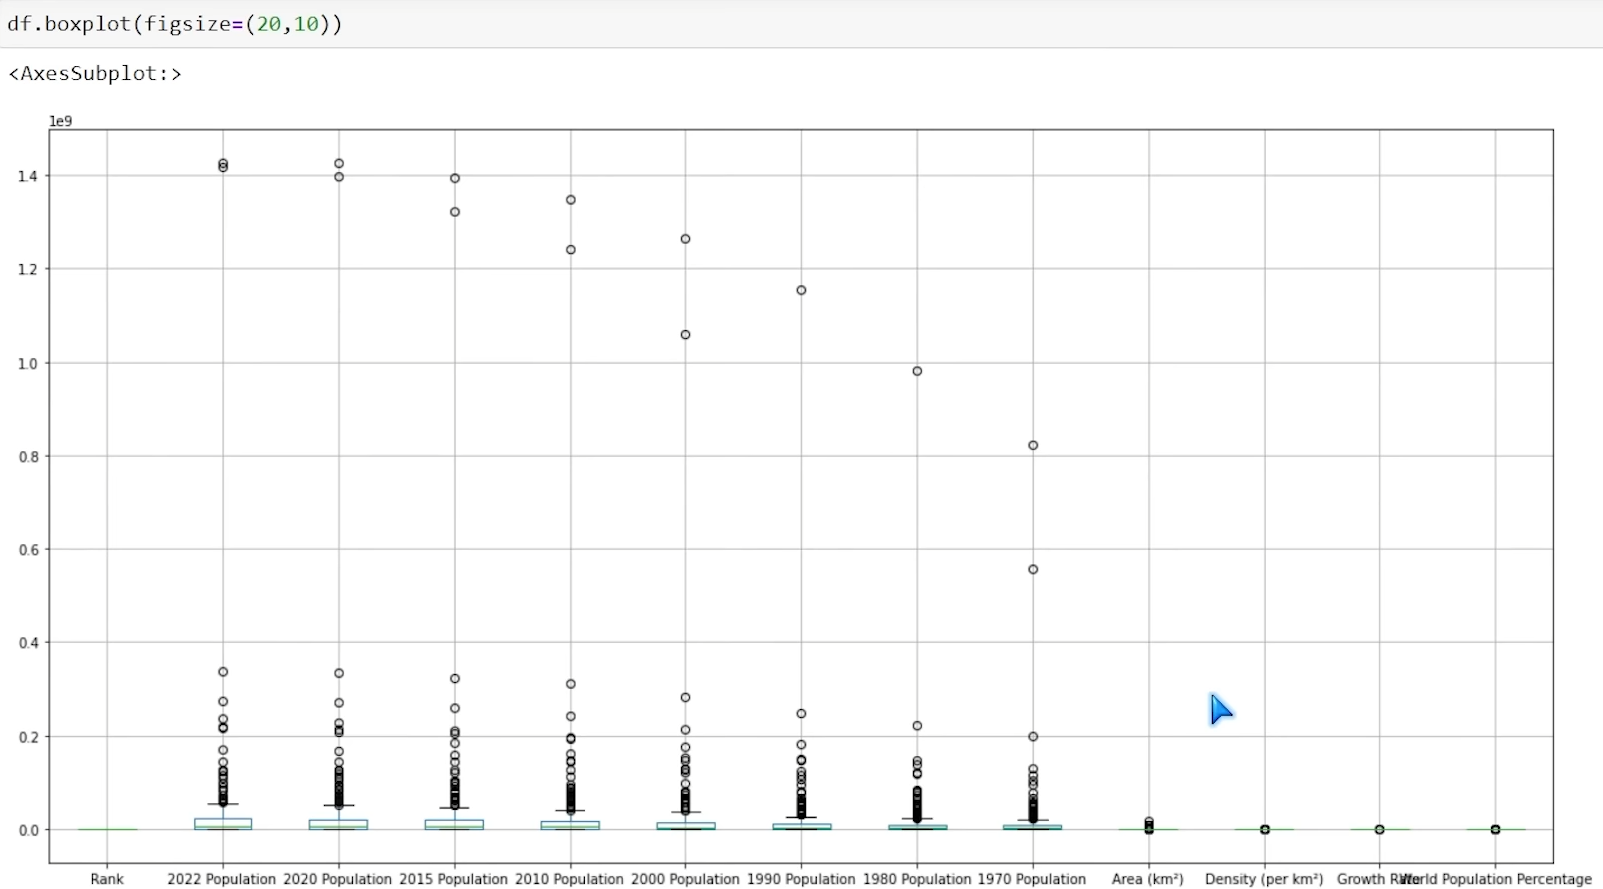 df.boxplot(figsize=(20,10))
<AxesSubplot:>
1e9
1.4
1.2
1.0
0.8
0.6
0.4
0.2
0.0
Rank 2022 Population 2020 Population 2015 Population 2010 Population 2000 Population 1990 Population 1980 Population 1970 Population Area (km²) Density (per km²) Growth Rate World Population Percentage